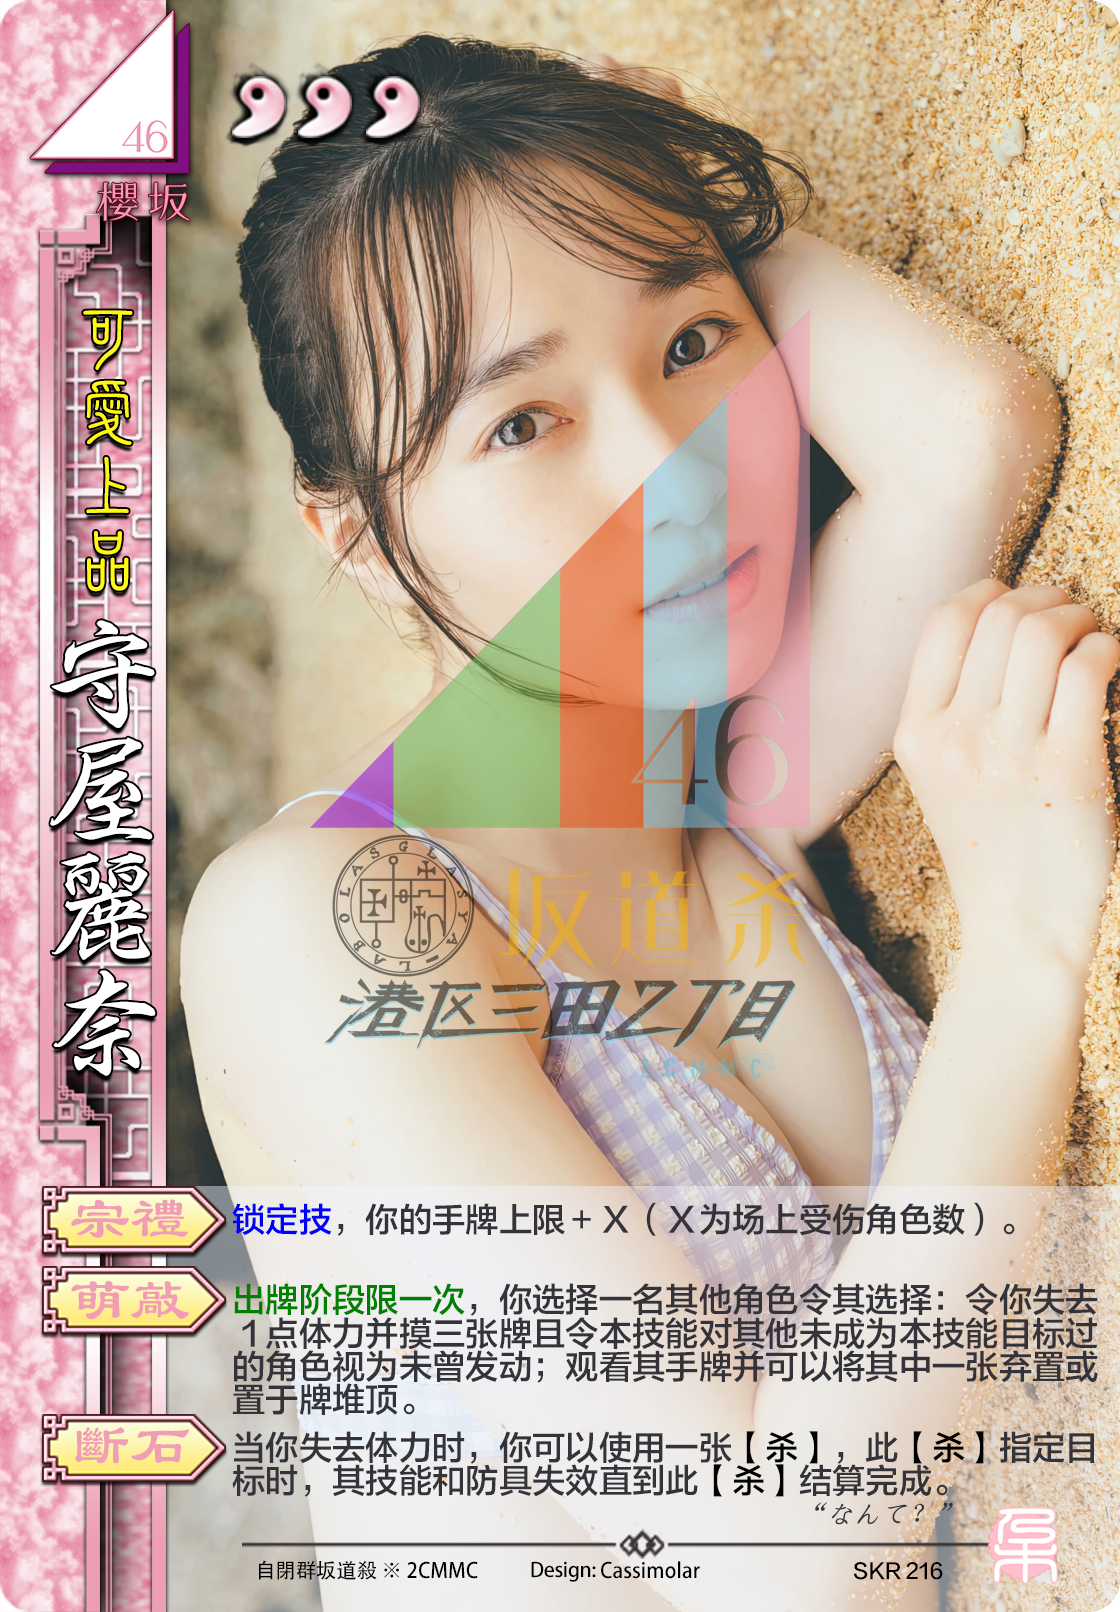 46
櫻坂
可愛上品
守屋麗奈
46
GLASYA-LABOLAS
坂道杀
港区三田乙丁目
2CMMC
宗禮
锁定技，你的手牌上限＋Ｘ（Ｘ为场上受伤角色数）。
萌敲
出牌阶段限一次，你选择一名其他角色令其选择：令你失去
１点体力并摸三张牌且令本技能对其他未成为本技能目标过
的角色视为未曾发动；观看其手牌并可以将其中一张弃置或
置于牌堆顶。
斷石
当你失去体力时，你可以使用一张【杀】，此【杀】指定目
标时，其技能和防具失效直到此【杀】结算完成。
“なんて？”
自閉群坂道殺 ※ 2CMMC Design: Cassimolar SKR 216